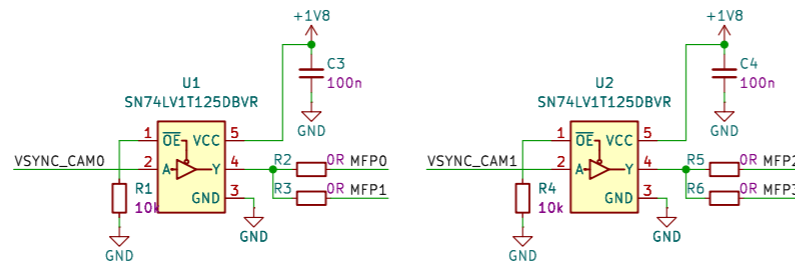 +1V8
C3
100n
GND
U1
SN74LV1T125DBVR
1 OE VCC 5
VSYNC_CAM0 2 A Y 4 R2 0R MFP0
R3 0R MFP1
GND 3
R1
10k
GND
GND
+1V8
C4
100n
GND
U2
SN74LV1T125DBVR
1 OE VCC 5
VSYNC_CAM1 2 A Y 4 R5 0R MFP2
R6 0R MFP3
GND 3
R4
10k
GND
GND